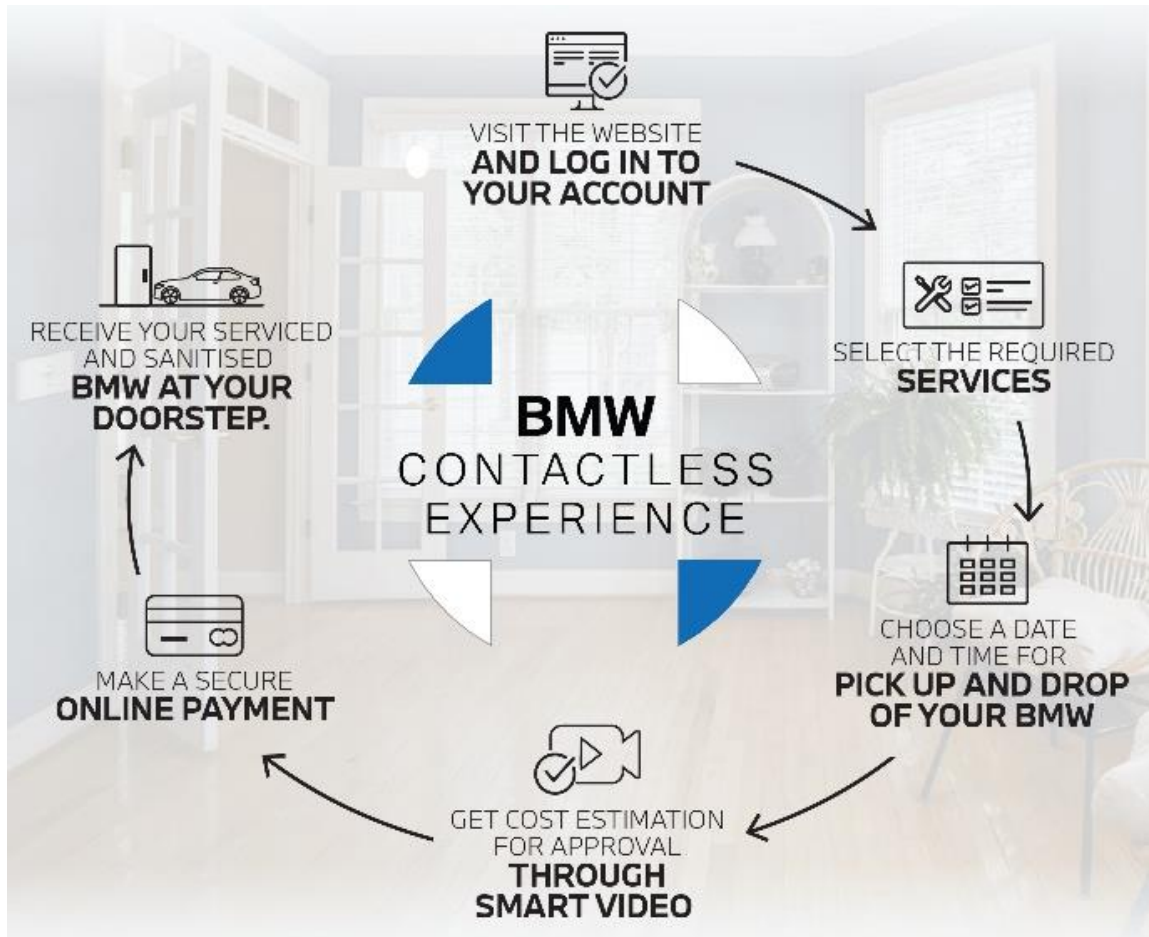 VISIT THE WEBSITE
AND LOG IN TO
YOUR ACCOUNT
SELECT THE REQUIRED
SERVICES
CHOOSE A DATE
AND TIME FOR
PICK UP AND DROP
OF YOUR BMW
GET COST ESTIMATION
FOR APPROVAL
THROUGH
SMART VIDEO
MAKE A SECURE
ONLINE PAYMENT
RECEIVE YOUR SERVICED
AND SANITISED
BMW AT YOUR
DOORSTEP.
BMW
CONTACTLESS
EXPERIENCE